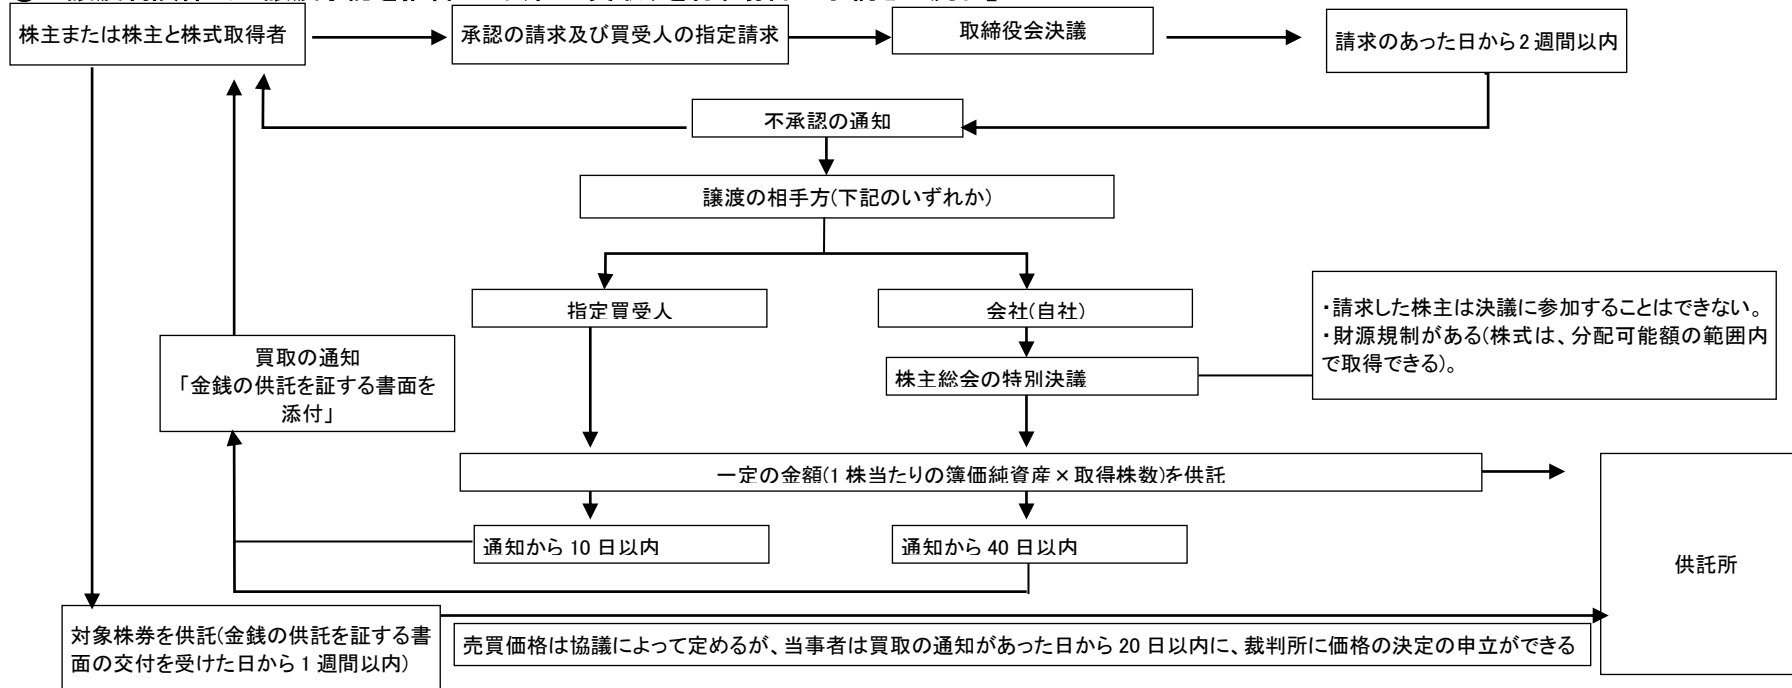 株主または株主と株式取得者
承認の請求及び買受人の指定請求
取締役会決議
請求のあった日から2週間以内
不承認の通知
譲渡の相手方(下記のいずれか)
指定買受人
会社(自社)
・請求した株主は決議に参加することはできない。
・財源規制がある(株式は、分配可能額の範囲内
で取得できる)。
買取の通知
「金銭の供託を証する書面を
添付」
株主総会の特別決議
一定の金額(1株当たりの簿価純資産×取得株数)を供託
通知から10日以内
通知から40日以内
供託所
対象株券を供託(金銭の供託を証する書
面の交付を受けた日から1週間以内)
売買価格は協議によって定めるが、当事者は買取の通知があった日から20日以内に、裁判所に価格の決定の申立ができる